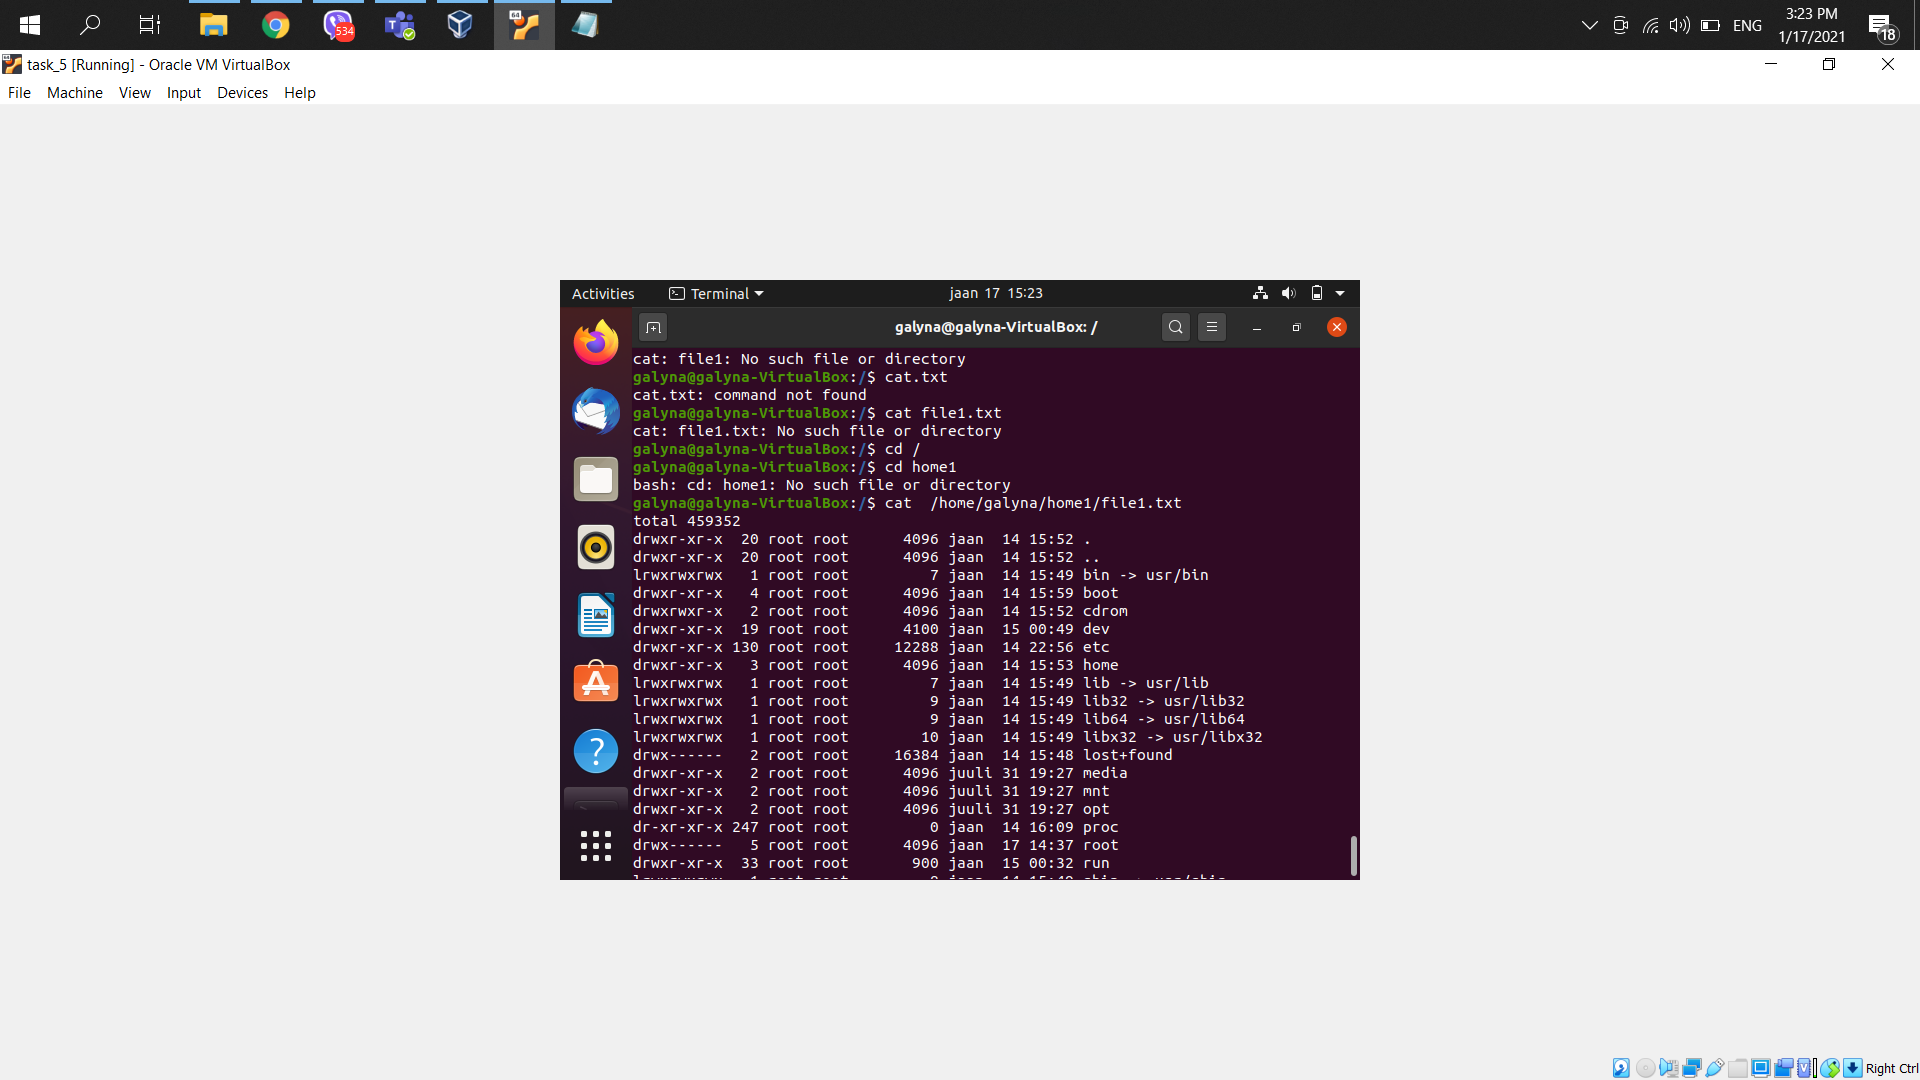 534
64
ENG
3:23 PM
1/17/2021
18
task_5 [Running] - Oracle VM VirtualBox
File Machine View Input Devices Help
Activities Terminal jaan 17 15:23
galyna@galyna-VirtualBox: /
cat: file1: No such file or directory
galyna@galyna-VirtualBox:/$ cat.txt
cat.txt: command not found
galyna@galyna-VirtualBox:/$ cat file1.txt
cat: file1.txt: No such file or directory
galyna@galyna-VirtualBox:/$ cd /
galyna@galyna-VirtualBox:/$ cd home1
bash: cd: home1: No such file or directory
galyna@galyna-VirtualBox:/$ cat  /home/galyna/home1/file1.txt
total 459352
drwxr-xr-x  20 root root      4096 jaan  14 15:52 .
drwxr-xr-x  20 root root      4096 jaan  14 15:52 ..
lrwxrwxrwx   1 root root         7 jaan  14 15:49 bin -> usr/bin
drwxr-xr-x   4 root root      4096 jaan  14 15:59 boot
drwxrwxr-x   2 root root      4096 jaan  14 15:52 cdrom
drwxr-xr-x  19 root root      4100 jaan  15 00:49 dev
drwxr-xr-x 130 root root     12288 jaan  14 22:56 etc
drwxr-xr-x   3 root root      4096 jaan  14 15:53 home
lrwxrwxrwx   1 root root         7 jaan  14 15:49 lib -> usr/lib
lrwxrwxrwx   1 root root         9 jaan  14 15:49 lib32 -> usr/lib32
lrwxrwxrwx   1 root root         9 jaan  14 15:49 lib64 -> usr/lib64
lrwxrwxrwx   1 root root        10 jaan  14 15:49 libx32 -> usr/libx32
drwx------   2 root root     16384 jaan  14 15:48 lost+found
drwxr-xr-x   2 root root      4096 juuli 31 19:27 media
drwxr-xr-x   2 root root      4096 juuli 31 19:27 mnt
drwxr-xr-x   2 root root      4096 juuli 31 19:27 opt
dr-xr-xr-x 247 root root         0 jaan  14 16:09 proc
drwx------   5 root root      4096 jaan  17 14:37 root
drwxr-xr-x  33 root root       900 jaan  15 00:32 run
Right Ctrl